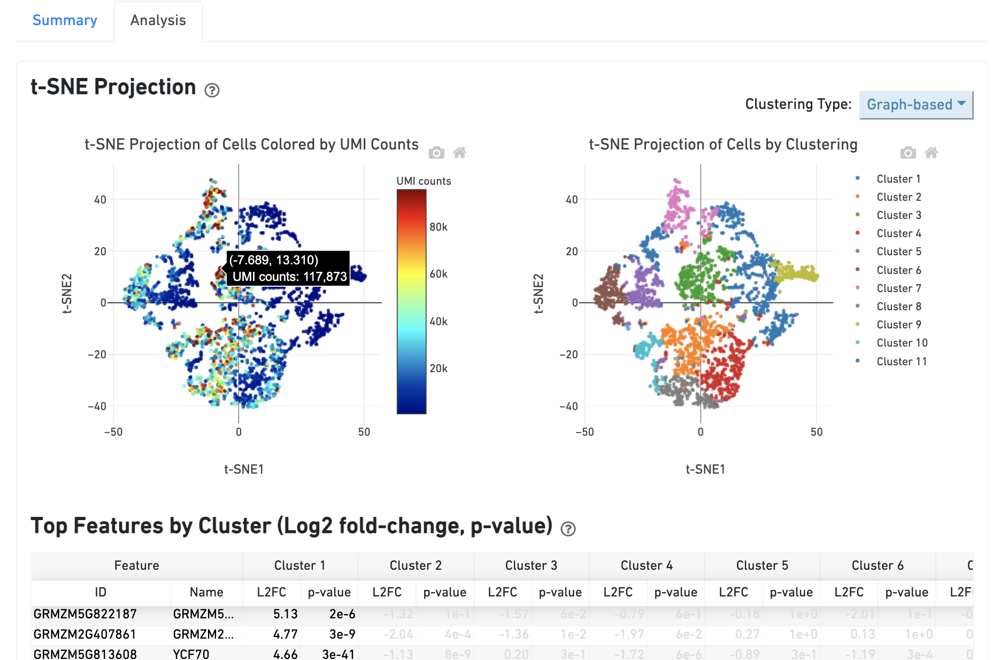 Summary
Analysis
t-SNE Projection ?
Clustering Type: Graph-based
t-SNE Projection of Cells Colored by UMI Counts
40
20
0
−20
−40
−50
0
50
t-SNE2
t-SNE1
(-7.689, 13.310)
UMI counts: 117,873
UMI counts
80k
60k
40k
20k
t-SNE Projection of Cells by Clustering
40
20
0
−20
−40
−50
0
50
t-SNE2
t-SNE1
Cluster 1
Cluster 2
Cluster 3
Cluster 4
Cluster 5
Cluster 6
Cluster 7
Cluster 8
Cluster 9
Cluster 10
Cluster 11
Top Features by Cluster (Log2 fold-change, p-value) ?
Feature Cluster 1 Cluster 2 Cluster 3 Cluster 4 Cluster 5 Cluster 6 C
ID Name L2FC p-value L2FC p-value L2FC p-value L2FC p-value L2FC p-value L2FC p-value L2F
GRMZM5G822187 GRMZM5... 5.13 2e-6 -1.32 1e-1 -1.57 6e-2 -0.79 6e-1 -0.18 1e+0 -2.01 1e-1 -0
GRMZM2G407861 GRMZM2... 4.77 3e-9 -2.04 4e-4 -1.36 1e-2 -1.97 6e-2 0.27 1e+0 0.13 1e+0 0
GRMZM5G813608 YCF70 4.66 3e-41 -1.13 8e-9 0.20 3e-1 -1.72 6e-6 -0.89 3e-1 -1.19 3e-4 0